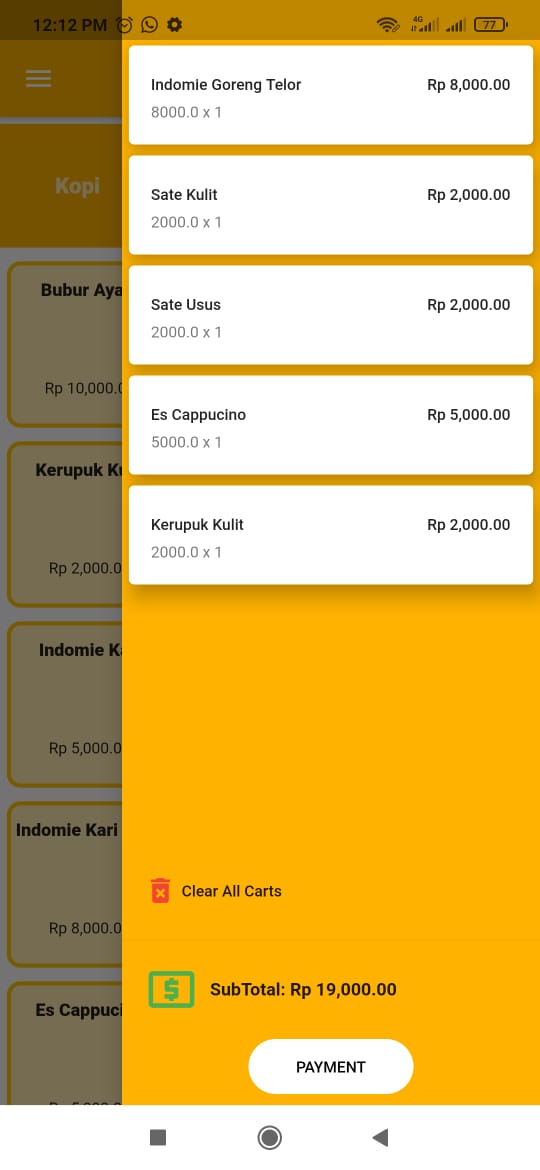 12:12 PM
4G
77
Indomie Goreng Telor Rp 8,000.00
8000.0 x 1
Kopi
Sate Kulit Rp 2,000.00
2000.0 x 1
Bubur Aya
Sate Usus Rp 2,000.00
2000.0 x 1
Rp 10,000.0
Es Cappucino Rp 5,000.00
5000.0 x 1
Kerupuk Ku
Kerupuk Kulit Rp 2,000.00
2000.0 x 1
Rp 2,000.0
Indomie Ka
Rp 5,000.0
Indomie Kari
Clear All Carts
Rp 8,000.0
SubTotal: Rp 19,000.00
Es Cappuci
PAYMENT